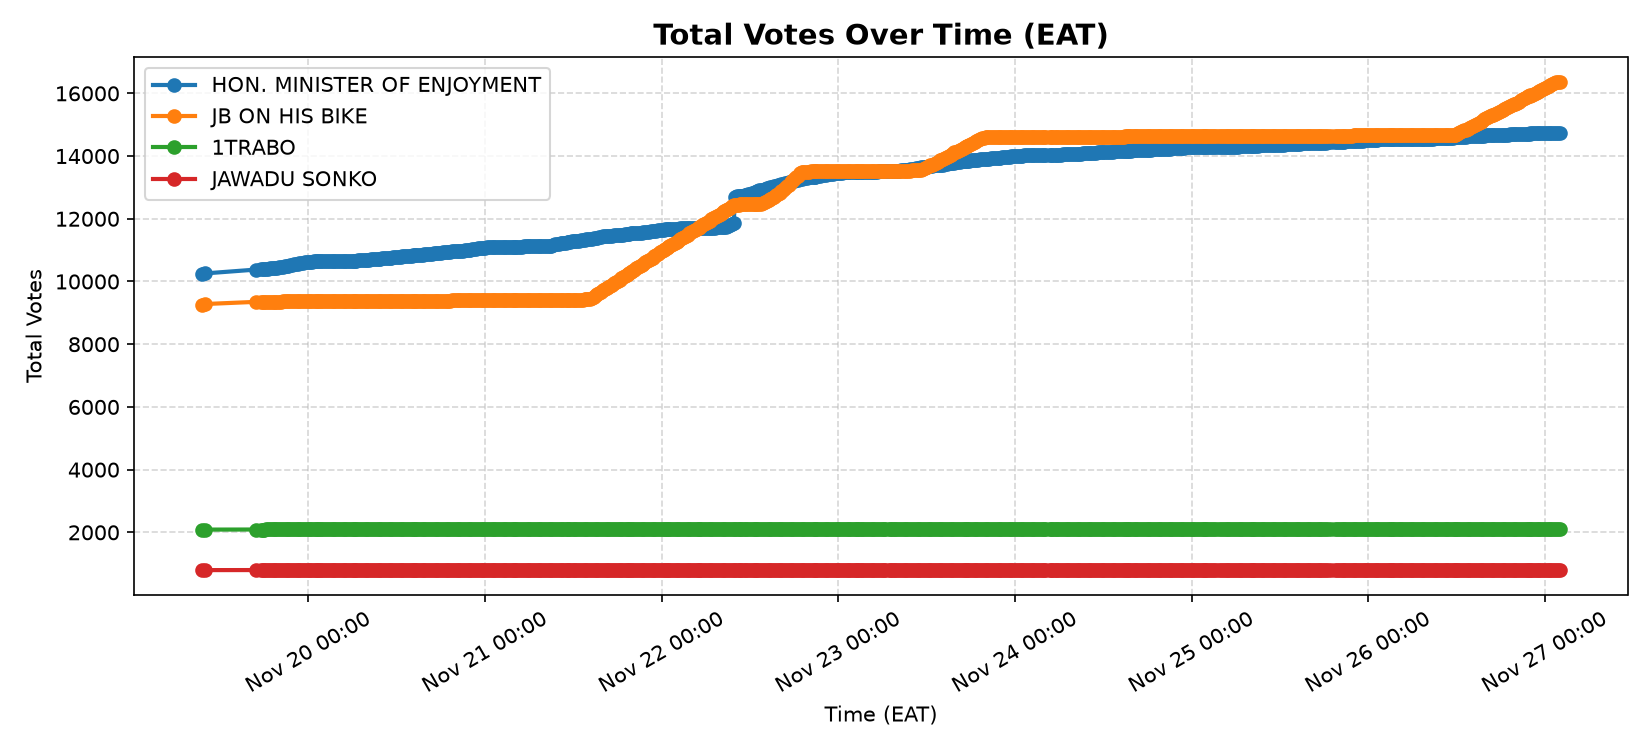 Total Votes Over Time (EAT)
HON. MINISTER OF ENJOYMENT
JB ON HIS BIKE
1TRABO
JAWADU SONKO
Total Votes
16000
14000
12000
10000
8000
6000
4000
2000
Nov 20 00:00
Nov 21 00:00
Nov 22 00:00
Nov 23 00:00
Nov 24 00:00
Nov 25 00:00
Nov 26 00:00
Nov 27 00:00
Time (EAT)